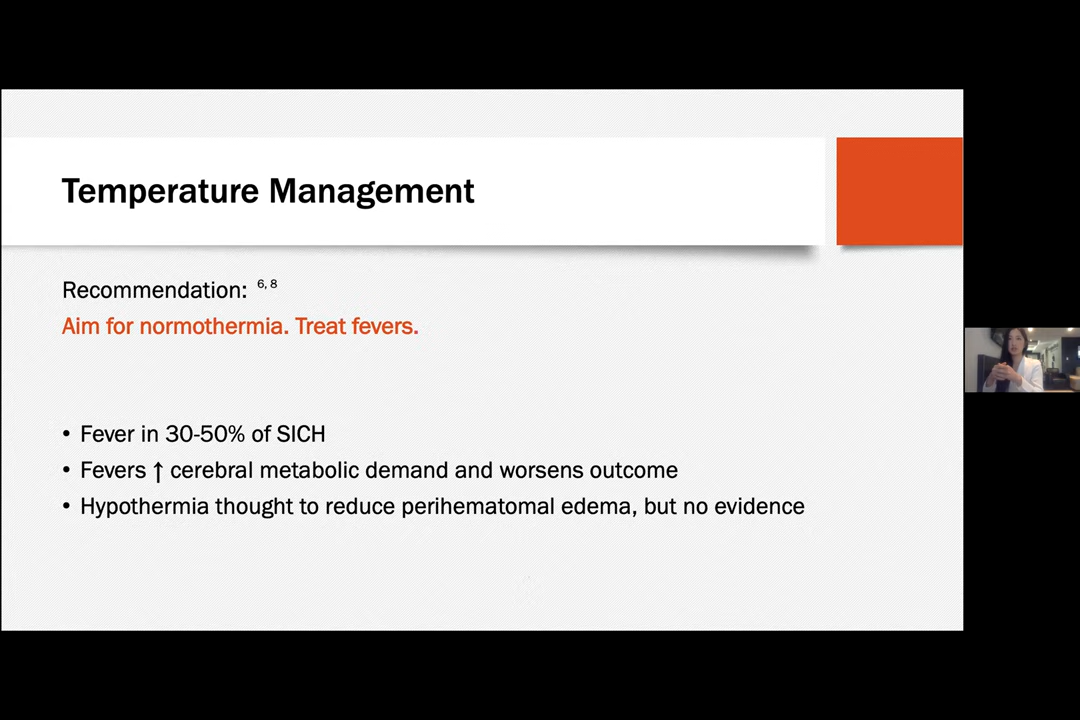 Temperature Management
Recommendation: 6, 8
Aim for normothermia. Treat fevers.
• Fever in 30-50% of SICH
• Fevers ↑ cerebral metabolic demand and worsens outcome
• Hypothermia thought to reduce perihematomal edema, but no evidence